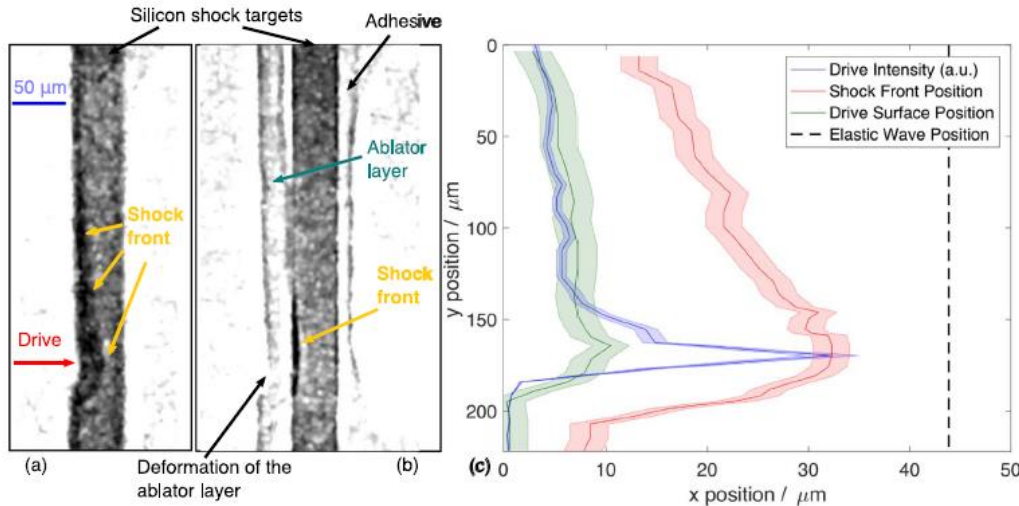 Silicon shock targets
Adhesive
50 μm
Ablator
layer
Shock
front
Shock
front
Drive
(a)
Deformation of the
ablator layer
(b)
0
50
100
150
200
y position / μm
Drive Intensity (a.u.)
Shock Front Position
Drive Surface Position
Elastic Wave Position
(c)
0
10
20
30
40
50
x position / μm